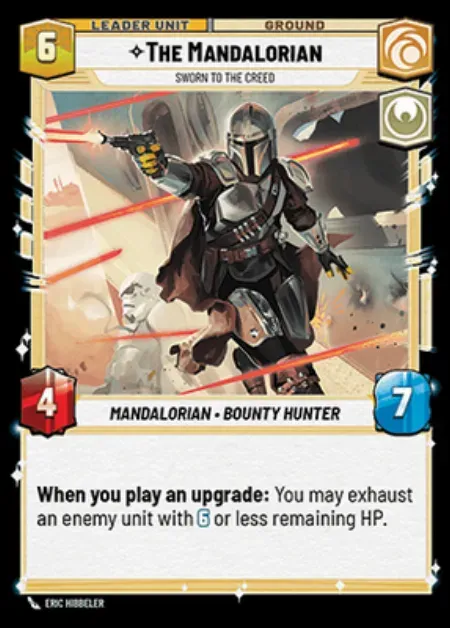 LEADER UNIT
GROUND
6
THE MANDALORIAN
SWORN TO THE CREED
4
MANDALORIAN • BOUNTY HUNTER
7
When you play an upgrade: You may exhaust
an enemy unit with 6 or less remaining HP.
ERIC HIBBELER